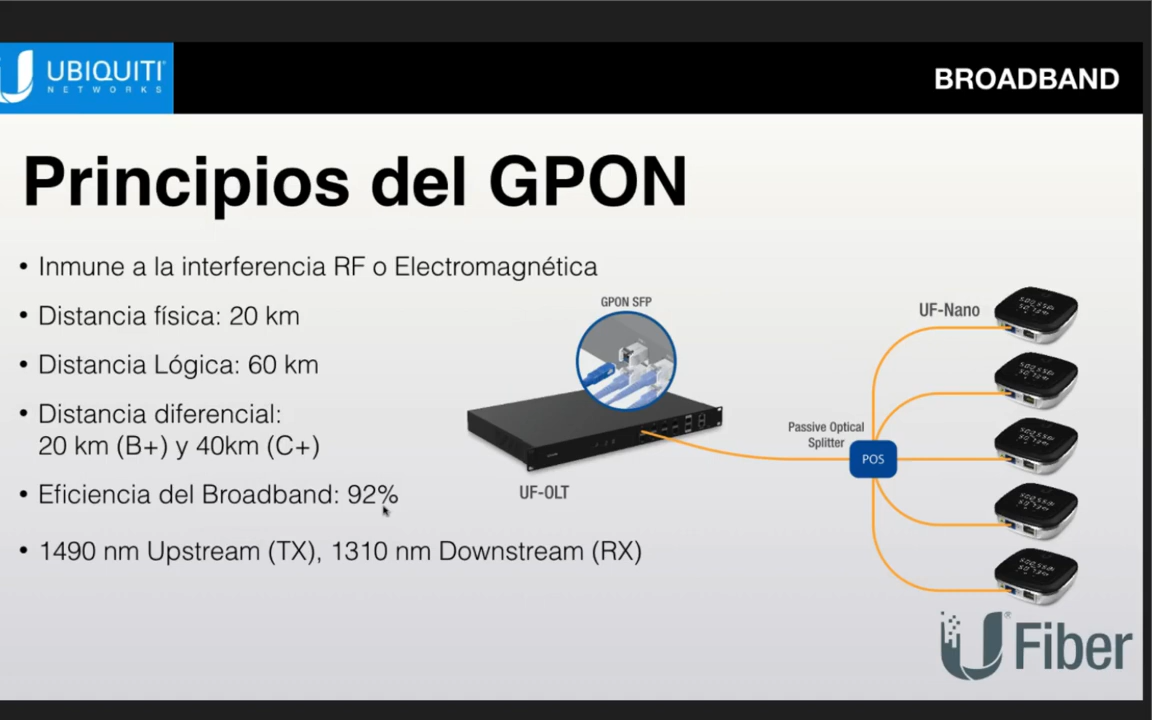 UBIQUITI
NETWORKS
BROADBAND
Principios del GPON
• Inmune a la interferencia RF o Electromagnética
• Distancia física: 20 km
• Distancia Lógica: 60 km
• Distancia diferencial:
20 km (B+) y 40km (C+)
• Eficiencia del Broadband: 92%
• 1490 nm Upstream (TX), 1310 nm Downstream (RX)
GPON SFP
UF-OLT
Passive Optical
Splitter
POS
UF-Nano
U Fiber